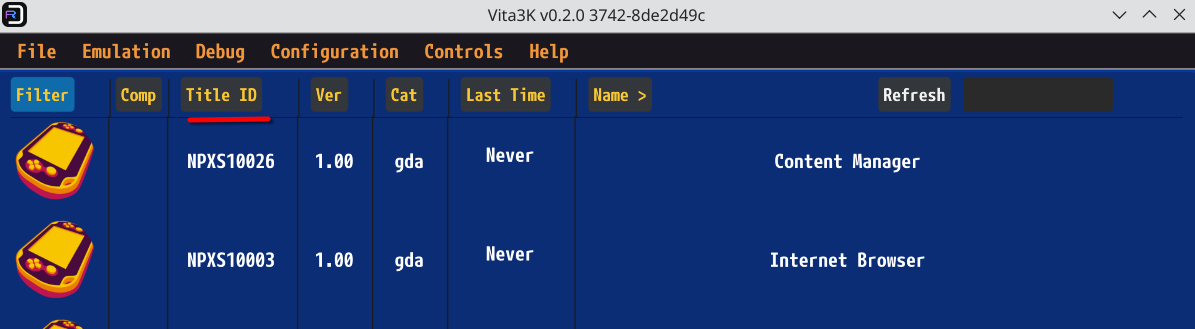 Vita3K v0.2.0 3742-8de2d49c
File Emulation Debug Configuration Controls Help
Filter Comp Title ID Ver Cat Last Time Name > Refresh
NPXS10026 1.00 gda Never Content Manager
NPXS10003 1.00 gda Never Internet Browser